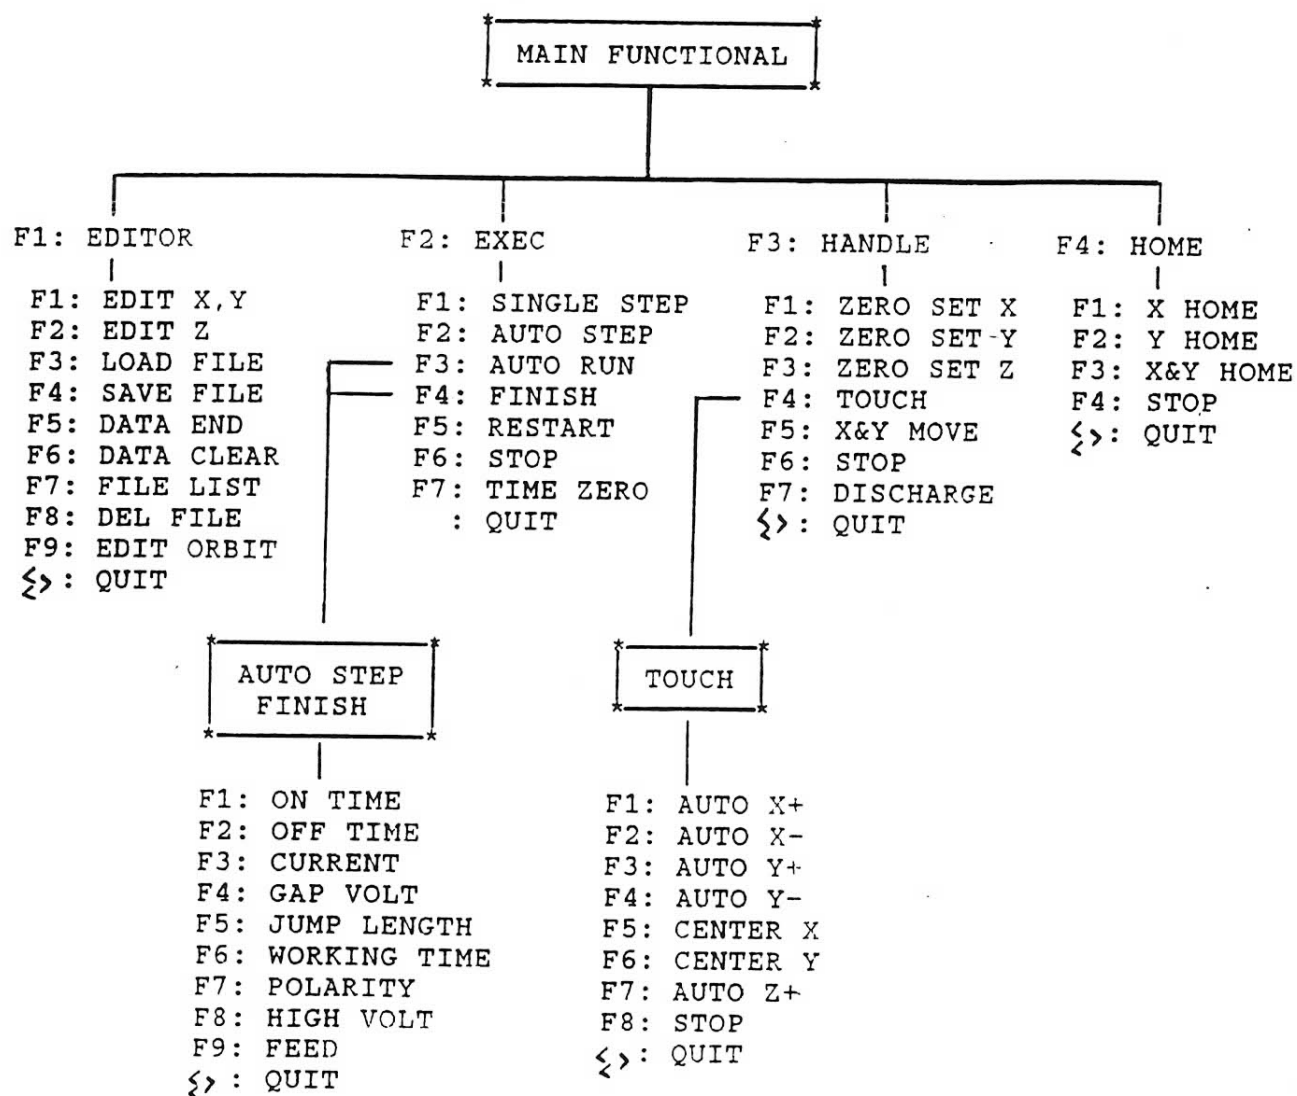 MAIN FUNCTIONAL
F1: EDITOR
F1: EDIT X,Y
F2: EDIT Z
F3: LOAD FILE
F4: SAVE FILE
F5: DATA END
F6: DATA CLEAR
F7: FILE LIST
F8: DEL FILE
F9: EDIT ORBIT
: QUIT
F2: EXEC
F1: SINGLE STEP
F2: AUTO STEP
F3: AUTO RUN
F4: FINISH
F5: RESTART
F6: STOP
F7: TIME ZERO
: QUIT
F3: HANDLE
F1: ZERO SET X
F2: ZERO SET Y
F3: ZERO SET Z
F4: TOUCH
F5: X&Y MOVE
F6: STOP
F7: DISCHARGE
: QUIT
F4: HOME
F1: X HOME
F2: Y HOME
F3: X&Y HOME
F4: STOP
: QUIT
AUTO STEP
FINISH
F1: ON TIME
F2: OFF TIME
F3: CURRENT
F4: GAP VOLT
F5: JUMP LENGTH
F6: WORKING TIME
F7: POLARITY
F8: HIGH VOLT
F9: FEED
: QUIT
TOUCH
F1: AUTO X+
F2: AUTO X-
F3: AUTO Y+
F4: AUTO Y-
F5: CENTER X
F6: CENTER Y
F7: AUTO Z+
F8: STOP
: QUIT